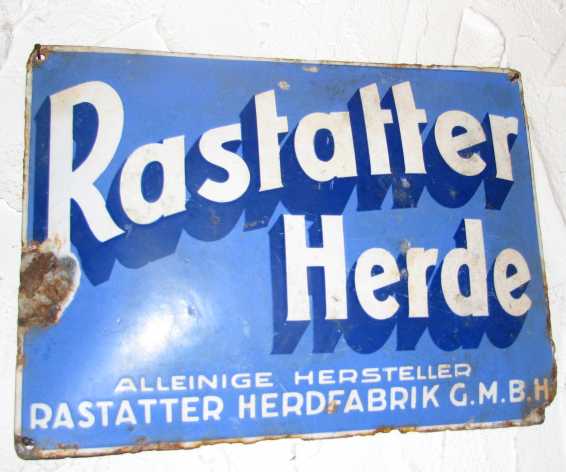 Rastatter
Herde
ALLEINIGE HERSTELLER
RASTATTER HERDFABRIK G.M.B.H